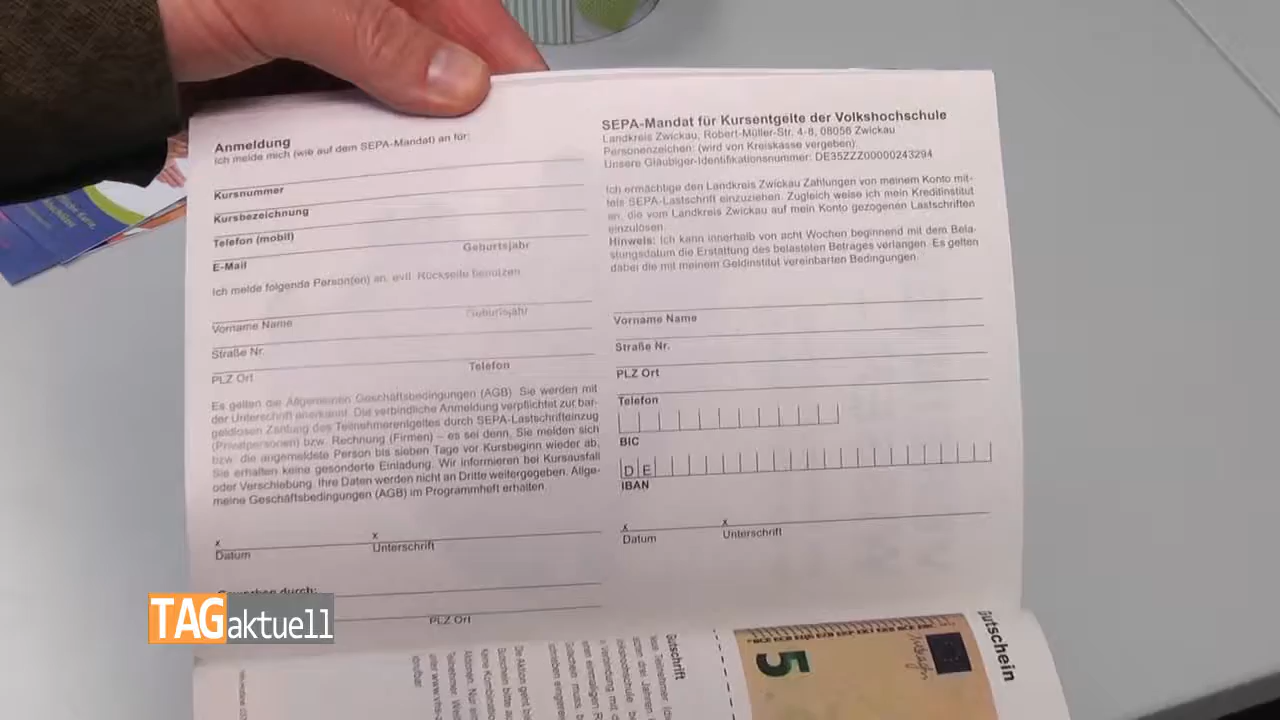 Anmeldung
Ich melde mich (wie auf dem SEPA-Mandat) an für:
Kursnummer
Kursbezeichnung
Telefon (mobil)
E-Mail
Geburtsjahr
Ich melde folgende Person(en) an, evtl. Rückseite benutzen
Vorname Name
Geburtsjahr
Straße Nr.
PLZ Ort
Telefon
Es gelten die Allgemeinen Geschäftsbedingungen (AGB). Sie werden mit
der Unterschrift anerkannt. Die verbindliche Anmeldung verpflichtet zur bar-
geldlosen Zahlung des Teilnehmerentgeltes durch SEPA-Lastschrifteinzug
(Privatpersonen) bzw. Rechnung (Firmen) – es sei denn, Sie melden sich
bzw. die angemeldete Person bis sieben Tage vor Kursbeginn wieder ab.
Sie erhalten keine gesonderte Einladung. Wir informieren bei Kursausfall
oder Verschiebung. Ihre Daten werden nicht an Dritte weitergegeben. Allge-
meine Geschäftsbedingungen (AGB) im Programmheft erhalten.
x x
Datum Unterschrift
Geworben durch:
PLZ Ort
SEPA-Mandat für Kursentgelte der Volkshochschule
Landkreis Zwickau, Robert-Müller-Str. 4-8, 08056 Zwickau
Personenzeichen: (wird von Kreiskasse vergeben)
Unsere Gläubiger-Identifikationsnummer: DE35ZZZ00000243294
Ich ermächtige den Landkreis Zwickau Zahlungen von meinem Konto mit-
tels SEPA-Lastschrift einzuziehen. Zugleich weise ich mein Kreditinstitut
an, die vom Landkreis Zwickau auf mein Konto gezogenen Lastschriften
einzulösen.
Hinweis: Ich kann innerhalb von acht Wochen beginnend mit dem Bela-
stungsdatum die Erstattung des belasteten Betrages verlangen. Es gelten
dabei die mit meinem Geldinstitut vereinbarten Bedingungen.
Vorname Name
Straße Nr.
PLZ Ort
Telefon
BIC
DE
IBAN
x x
Datum Unterschrift
TAGaktuell
Gutschrift
Gutschein
5